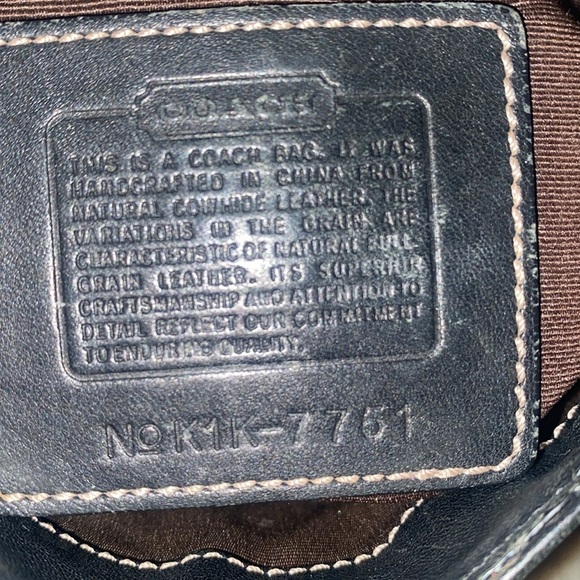 COACH
THIS IS A COACH BAG. IT WAS
HANDCRAFTED IN CHINA FROM
NATURAL COWHIDE LEATHER. THE
VARIATIONS IN THE GRAIN ARE
CHARACTERISTIC OF NATURAL FULL
GRAIN LEATHER. ITS SUPERIOR
CRAFTSMANSHIP AND ATTENTION TO
DETAIL REFLECT OUR COMMITMENT
TO ENDURING QUALITY.
No K1K-7751